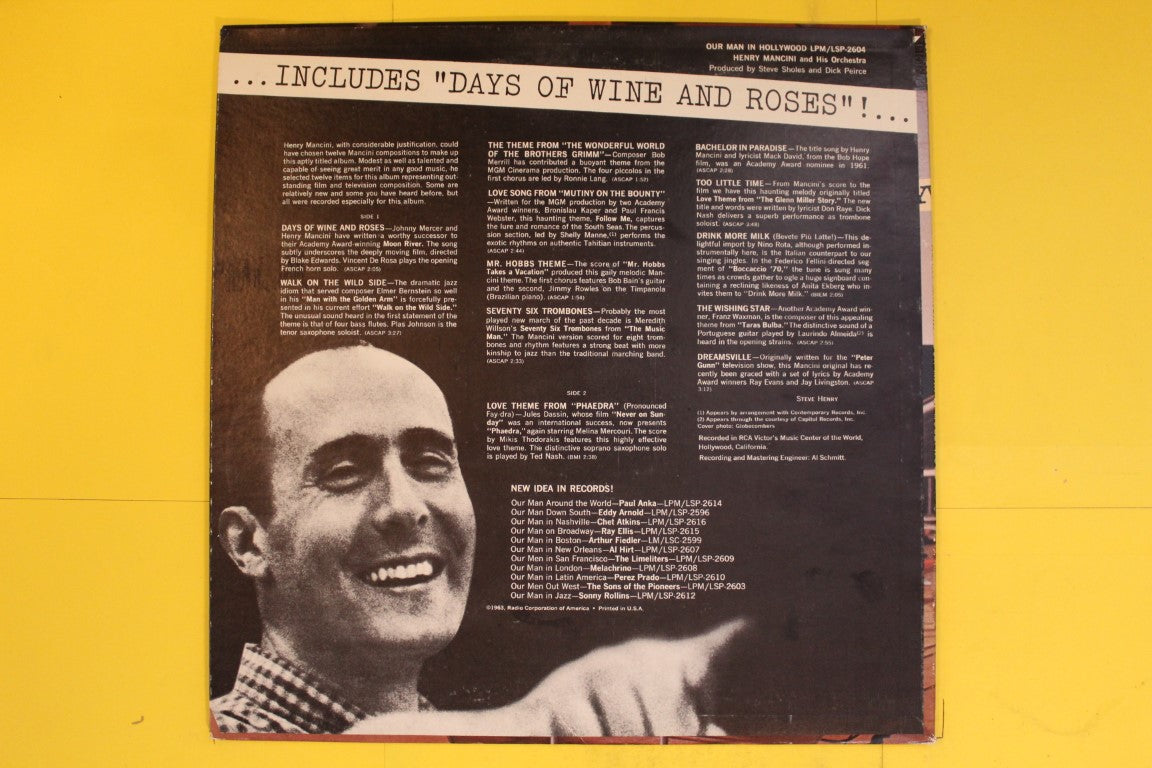 OUR MAN IN HOLLYWOOD LPM/LSP-2604
HENRY MANCINI and His Orchestra
Produced by Steve Sholes and Dick Peirce
...INCLUDES "DAYS OF WINE AND ROSES"!....
Henry Mancini, with considerable justification, could
have chosen twelve Mancini compositions to make up
this aptly titled album. Modest as well as talented and
capable of seeing great merit in any good music, he
selected twelve items for this album representing out-
standing film and television composition. Some are
relatively new and some you have heard before, but
all were recorded especially for this album.
SIDE 1
DAYS OF WINE AND ROSES—Johnny Mercer and
Henry Mancini have written a worthy successor to
their Academy Award-winning Moon River. The song
subtly underscores the deeply moving film, directed
by Blake Edwards. Vincent De Rosa plays the opening
French horn solo. (ASCAP 2:05)
WALK ON THE WILD SIDE—The dramatic jazz
idiom that served composer Elmer Bernstein so well
in his "Man with the Golden Arm" is forcefully pre-
sented in his current effort "Walk on the Wild Side."
The unusual sound heard in the first statement of the
theme is that of four bass flutes. Plas Johnson is the
tenor saxophone soloist. (ASCAP 3:27)
THE THEME FROM "THE WONDERFUL WORLD
OF THE BROTHERS GRIMM"—Composer Bob
Merrill has contributed a buoyant theme from the
MGM Cinerama production. The four piccolos in the
first chorus are led by Ronnie Lang. (ASCAP 1:52)
LOVE SONG FROM "MUTINY ON THE BOUNTY"
—Written for the MGM production by two Academy
Award winners, Bronislau Kaper and Paul Francis
Webster, this haunting theme, Follow Me, captures
the lure and romance of the South Seas. The percus-
sion section, led by Shelly Manne,(1) performs the
exotic rhythms on authentic Tahitian instruments.
(ASCAP 2:44)
MR. HOBBS THEME—The score of "Mr. Hobbs
Takes a Vacation" produced this gaily melodic Man-
cini theme. The first chorus features Bob Bain's guitar
and the second, Jimmy Rowles on the Timpanola
(Brazilian piano). (ASCAP 1:54)
SEVENTY SIX TROMBONES—Probably the most
played new march of the past decade is Meredith
Willson's Seventy Six Trombones from "The Music
Man." The Mancini version scored for eight trom-
bones and rhythm features a strong beat with more
kinship to jazz than the traditional marching band.
(ASCAP 2:33)
SIDE 2
LOVE THEME FROM "PHAEDRA" (Pronounced
Fay-dra)—Jules Dassin, whose film "Never on Sun-
day" was an international success, now presents
"Phaedra," again starring Melina Mercouri. The score
by Mikis Thodorakis features this highly effective
love theme. The distinctive soprano saxophone solo
is played by Ted Nash. (BMI 2:38)
BACHELOR IN PARADISE—The title song by Henry
Mancini and lyricist Mack David, from the Bob Hope
film, was an Academy Award nominee in 1961.
(ASCAP 2:28)
TOO LITTLE TIME—From Mancini's score to the
film we have this haunting melody originally titled
Love Theme from "The Glenn Miller Story." The new
title and words were written by lyricist Don Raye. Dick
Nash delivers a superb performance as trombone
soloist. (ASCAP 2:48)
DRINK MORE MILK (Bevete Più Latte!)—This de-
lightful import by Nino Rota, although performed in-
strumentally here, is the Italian counterpart to our
singing jingles. In the Federico Fellini directed seg-
ment of "Boccaccio '70," the tune is sung many
times as crowds gather to ogle a huge signboard con-
taining a reclining likeness of Anita Ekberg who in-
vites them to "Drink More Milk." (BIEM 2:05)
THE WISHING STAR—Another Academy Award win-
ner, Franz Waxman, is the composer of this appealing
theme from "Taras Bulba." The distinctive sound of a
Portuguese guitar played by Laurindo Almeida(2) is
heard in the opening strains. (ASCAP 2:55)
DREAMSVILLE—Originally written for the "Peter
Gunn" television show, this Mancini original has re-
cently been graced with a set of lyrics by Academy
Award winners Ray Evans and Jay Livingston. (ASCAP
3:12)
STEVE HENRY
(1) Appears by arrangement with Contemporary Records, Inc.
(2) Appears through the courtesy of Capitol Records, Inc.
Cover photo: Globecombers
Recorded in RCA Victor's Music Center of the World,
Hollywood, California.
Recording and Mastering Engineer: Al Schmitt.
NEW IDEA IN RECORDS!
Our Man Around the World—Paul Anka—LPM/LSP-2614
Our Man Down South—Eddy Arnold—LPM/LSP-2596
Our Man in Nashville—Chet Atkins—LPM/LSP-2616
Our Man on Broadway—Ray Ellis—LPM/LSP-2615
Our Man in Boston—Arthur Fiedler—LM/LSC-2599
Our Man in New Orleans—Al Hirt—LPM/LSP-2607
Our Men in San Francisco—The Limeliters—LPM/LSP-2609
Our Man in London—Melachrino—LPM/LSP-2608
Our Man in Latin America—Perez Prado—LPM/LSP-2610
Our Men Out West—The Sons of the Pioneers—LPM/LSP-2603
Our Man in Jazz—Sonny Rollins—LPM/LSP-2612
©1963, Radio Corporation of America • Printed in U.S.A.